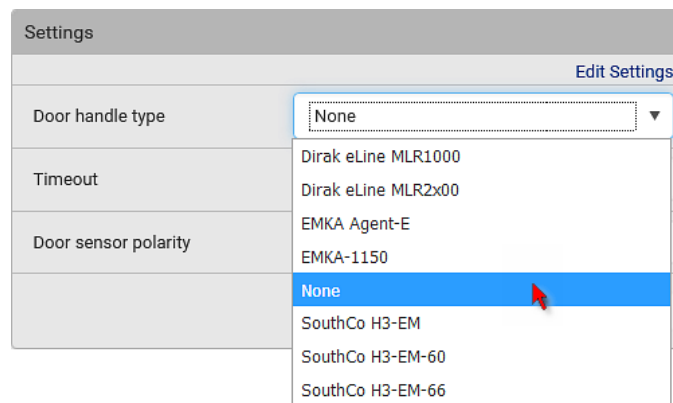 Settings
Edit Settings
Door handle type
None
Dirak eLine MLR1000
Timeout
Dirak eLine MLR2x00
EMKA Agent-E
Door sensor polarity
EMKA-1150
None
SouthCo H3-EM
SouthCo H3-EM-60
SouthCo H3-EM-66